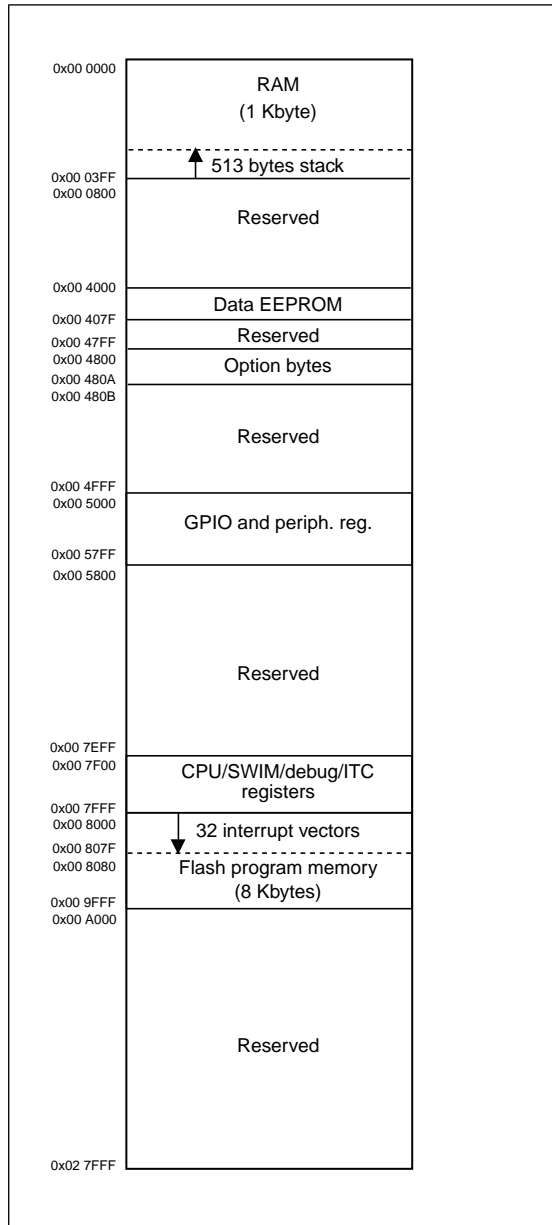 0x00 0000
RAM
(1 Kbyte)
513 bytes stack
0x00 03FF
0x00 0800
Reserved
0x00 4000
Data EEPROM
0x00 407F
Reserved
0x00 47FF
0x00 4800
Option bytes
0x00 480A
0x00 480B
Reserved
0x00 4FFF
0x00 5000
GPIO and periph. reg.
0x00 57FF
0x00 5800
Reserved
0x00 7EFF
0x00 7F00
CPU/SWIM/debug/ITC
registers
0x00 7FFF
0x00 8000
32 interrupt vectors
0x00 807F
0x00 8080
Flash program memory
(8 Kbytes)
0x00 9FFF
0x00 A000
Reserved
0x02 7FFF